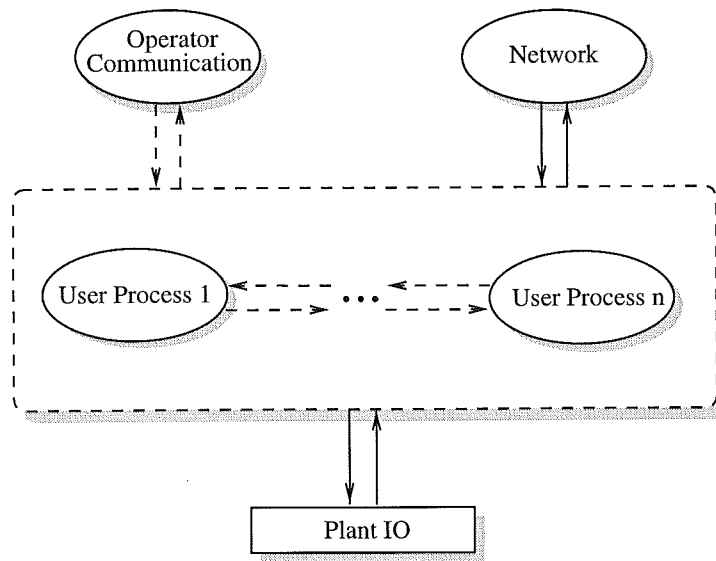 Operator
Communication
Network
User Process 1
...
User Process n
Plant IO